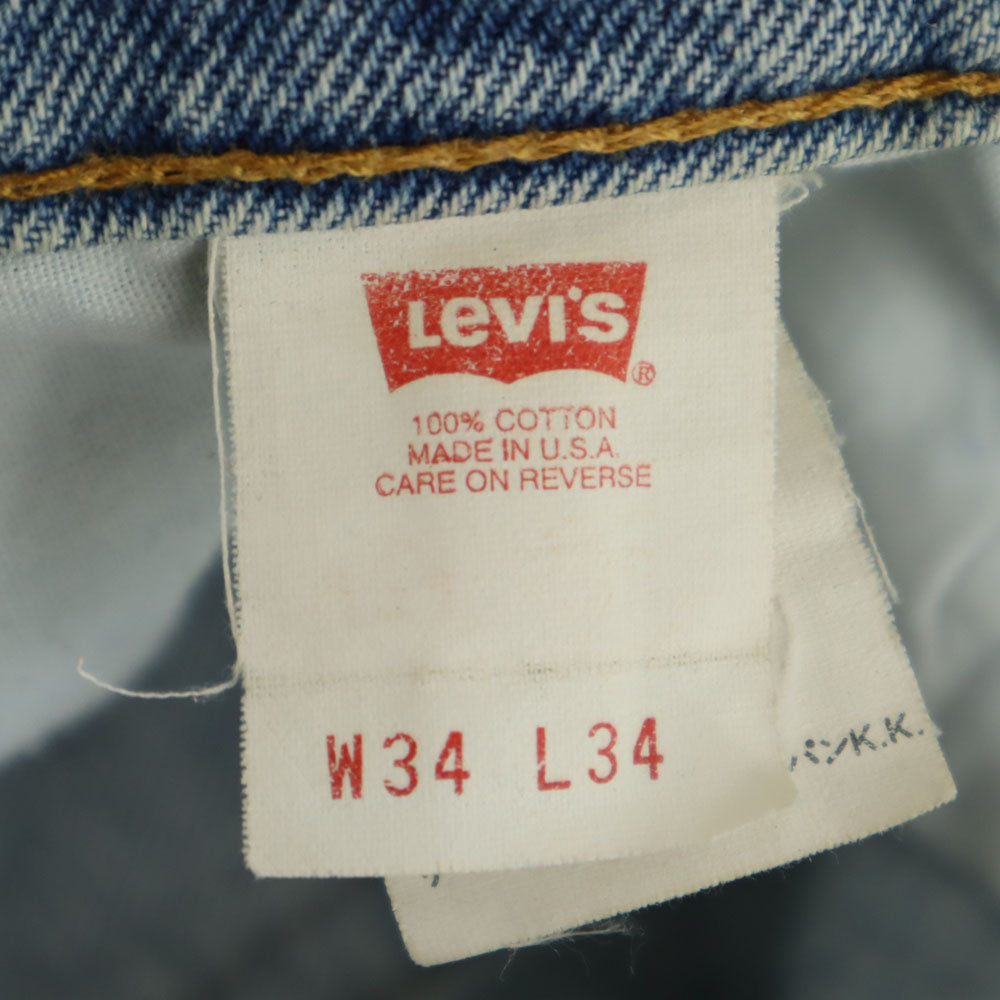 Levi's
®
100% COTTON
MADE IN U.S.A.
CARE ON REVERSE
W34 L34
K.K.